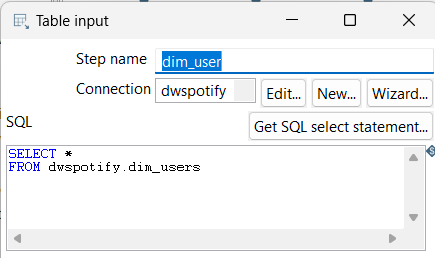 Table input
Step name dim_user
Connection dwspotify Edit... New... Wizard...
SQL Get SQL select statement...
SELECT *
FROM dwspotify.dim_users